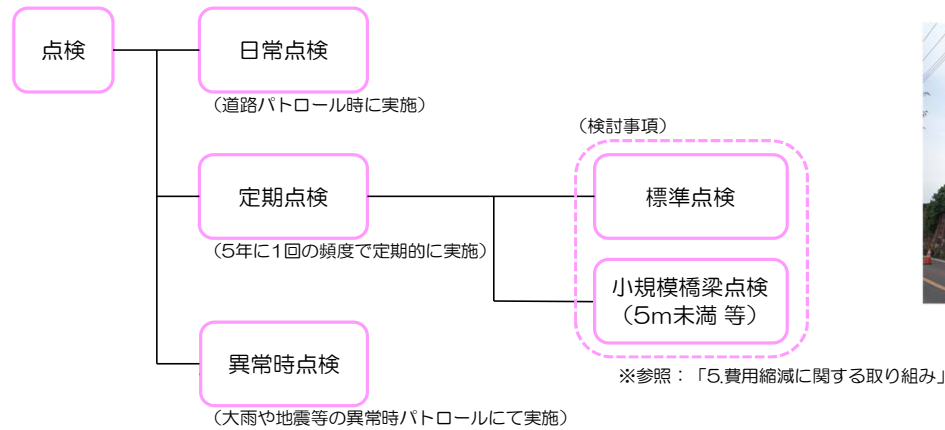 点検
日常点検
（道路パトロール時に実施）
（検討事項）
定期点検
標準点検
（5年に1回の頻度で定期的に実施）
小規模橋梁点検
（5m未満 等）
異常時点検
※参照：「5.費用縮減に関する取り組み」
（大雨や地震等の異常時パトロールにて実施）